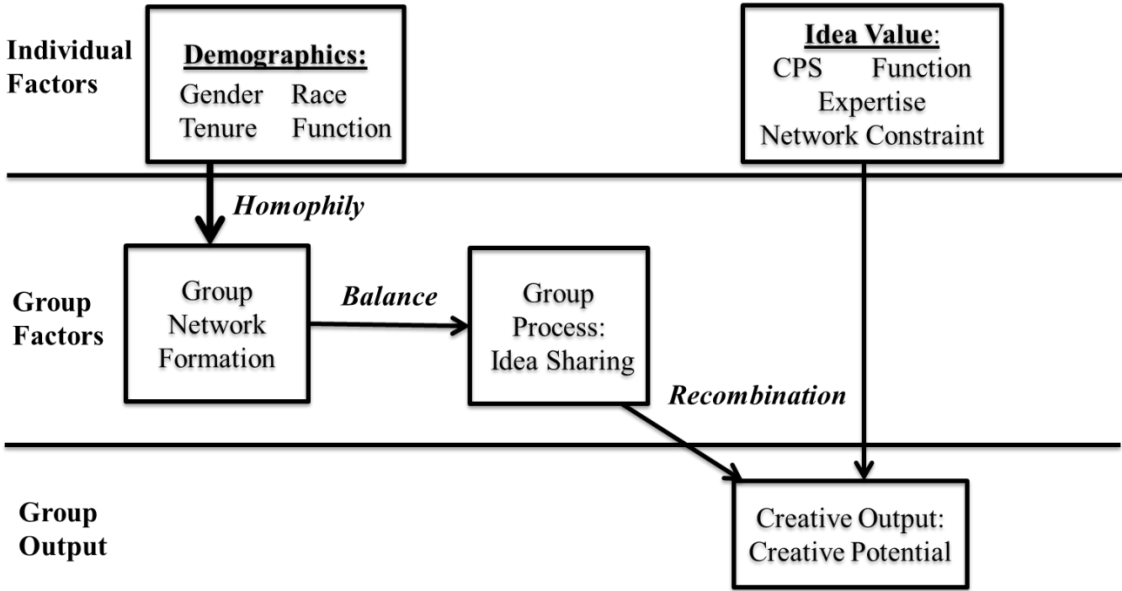 Individual
Factors
Demographics:
Gender Race
Tenure Function
Idea Value:
CPS Function
Expertise
Network Constraint
Homophily
Group
Factors
Group
Network
Formation
Balance
Group
Process:
Idea Sharing
Recombination
Group
Output
Creative Output:
Creative Potential